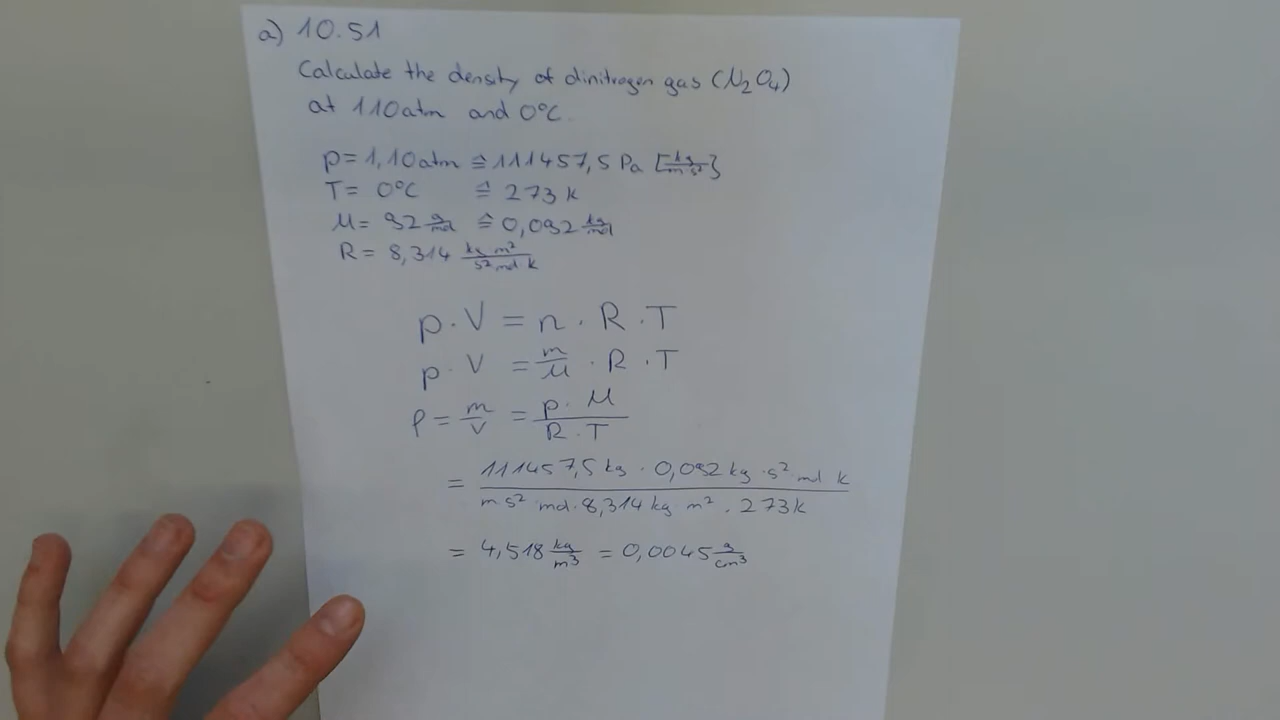 a) 10.51
Calculate the density of dinitrogen gas (N₂O₄)
at 110atm and 0°C.
p = 1,10atm ≙ 111457,5 Pa [kg/m s²]
T = 0°C ≙ 273 K
M = 92 g/mol ≙ 0,092 kg/mol
R = 8,314 kg m²/s² mol K
p · V = n · R · T
p · V = m/M · R · T
ρ = m/V = p · M/R · T
= 111457,5 kg · 0,092 kg · s² mol K/m s² mol · 8,314 kg m² · 273 K
= 4,518 kg/m³ = 0,0045 g/cm³